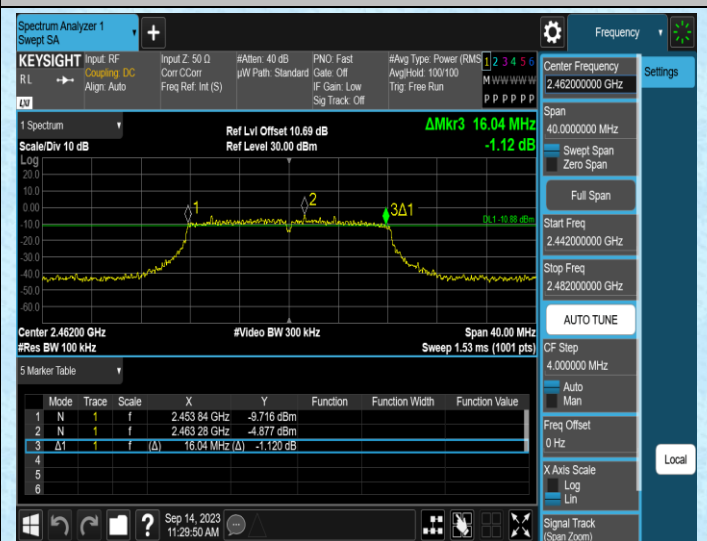 Spectrum Analyzer 1
Swept SA
+
Frequency
KEYSIGHT
RL
LXI
Input: RF
Coupling: DC
Align: Auto
Input Z: 50 Ω
Corr CCorr
Freq Ref: Int (S)
#Atten: 40 dB
µW Path: Standard
PNO: Fast
Gate: Off
IF Gain: Low
Sig Track: Off
#Avg Type: Power (RMS
Avg|Hold: 100/100
Trig: Free Run
1 2 3 4 5 6
M W W W W W
P P P P P P
1 Spectrum
Scale/Div 10 dB
Ref Lvl Offset 10.69 dB
Ref Level 30.00 dBm
ΔMkr3 16.04 MHz
-1.12 dB
Log
20.0
10.0
0.00
-10.0
-20.0
-30.0
-40.0
-50.0
-60.0
1
2
3Δ1
DL1 -10.88 dBm
Center 2.46200 GHz
#Res BW 100 kHz
#Video BW 300 kHz
Span 40.00 MHz
Sweep 1.53 ms (1001 pts)
5 Marker Table
Mode Trace Scale X Y Function Function Width Function Value
1 N 1 f 2.453 84 GHz -9.716 dBm
2 N 1 f 2.463 28 GHz -4.877 dBm
3 Δ1 1 f (Δ) 16.04 MHz (Δ) -1.120 dB
4
5
6
Sep 14, 2023
11:29:50 AM
Center Frequency
2.462000000 GHz
Span
40.0000000 MHz
Swept Span
Zero Span
Full Span
Start Freq
2.442000000 GHz
Stop Freq
2.482000000 GHz
AUTO TUNE
CF Step
4.000000 MHz
Auto
Man
Freq Offset
0 Hz
X Axis Scale
Log
Lin
Signal Track
(Span Zoom)
Settings
Local